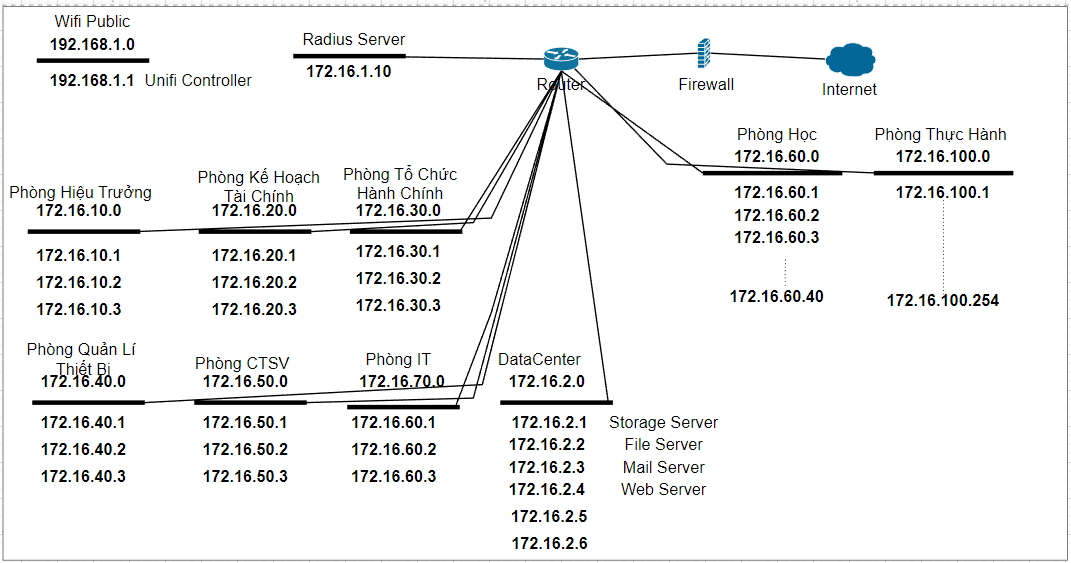 Wifi Public
192.168.1.0
192.168.1.1 Unifi Controller
Radius Server
172.16.1.10
Router
Firewall
Internet
Phòng Học
172.16.60.0
172.16.60.1
172.16.60.2
172.16.60.3
172.16.60.40
Phòng Thực Hành
172.16.100.0
172.16.100.1
172.16.100.254
Phòng Hiệu Trưởng
172.16.10.0
172.16.10.1
172.16.10.2
172.16.10.3
Phòng Kế Hoạch
Tài Chính
172.16.20.0
172.16.20.1
172.16.20.2
172.16.20.3
Phòng Tổ Chức
Hành Chính
172.16.30.0
172.16.30.1
172.16.30.2
172.16.30.3
Phòng Quản Lí
Thiết Bị
172.16.40.0
172.16.40.1
172.16.40.2
172.16.40.3
Phòng CTSV
172.16.50.0
172.16.50.1
172.16.50.2
172.16.50.3
Phòng IT
172.16.70.0
172.16.60.1
172.16.60.2
172.16.60.3
DataCenter
172.16.2.0
172.16.2.1 Storage Server
172.16.2.2 File Server
172.16.2.3 Mail Server
172.16.2.4 Web Server
172.16.2.5
172.16.2.6